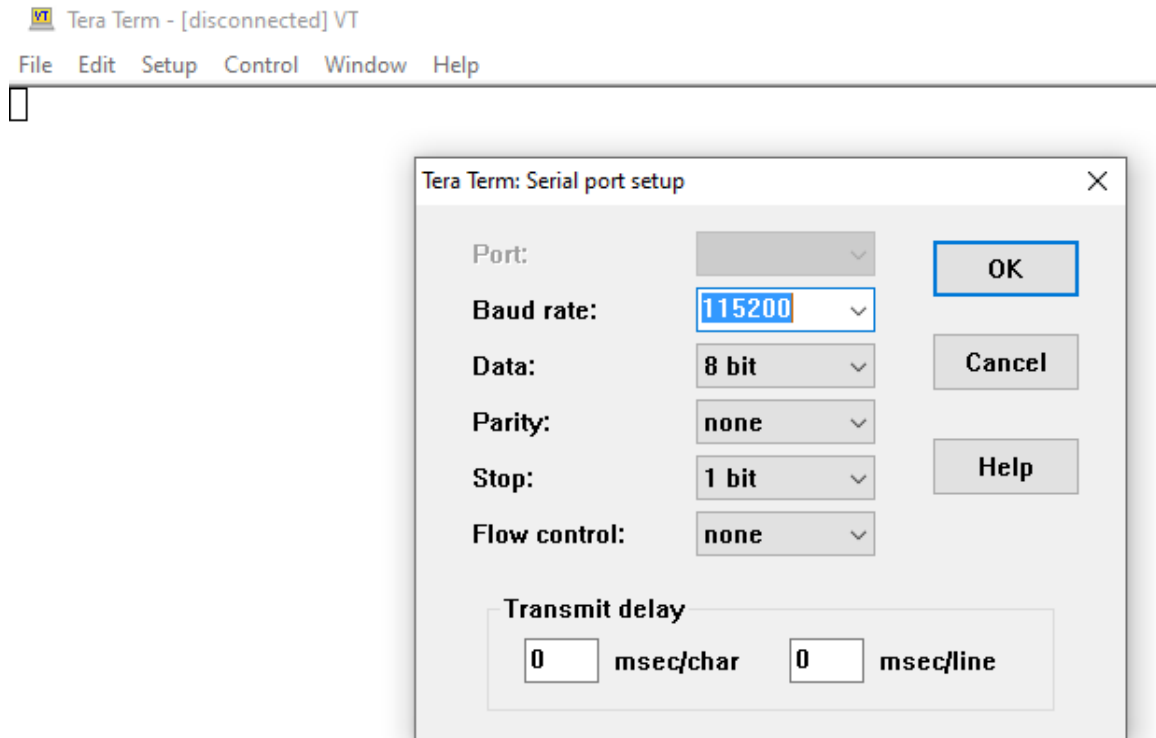 VT Tera Term - [disconnected] VT
File Edit Setup Control Window Help
Tera Term: Serial port setup
Port:
OK
Baud rate: 115200
Data: 8 bit
Cancel
Parity: none
Help
Stop: 1 bit
Flow control: none
Transmit delay
0 msec/char 0 msec/line